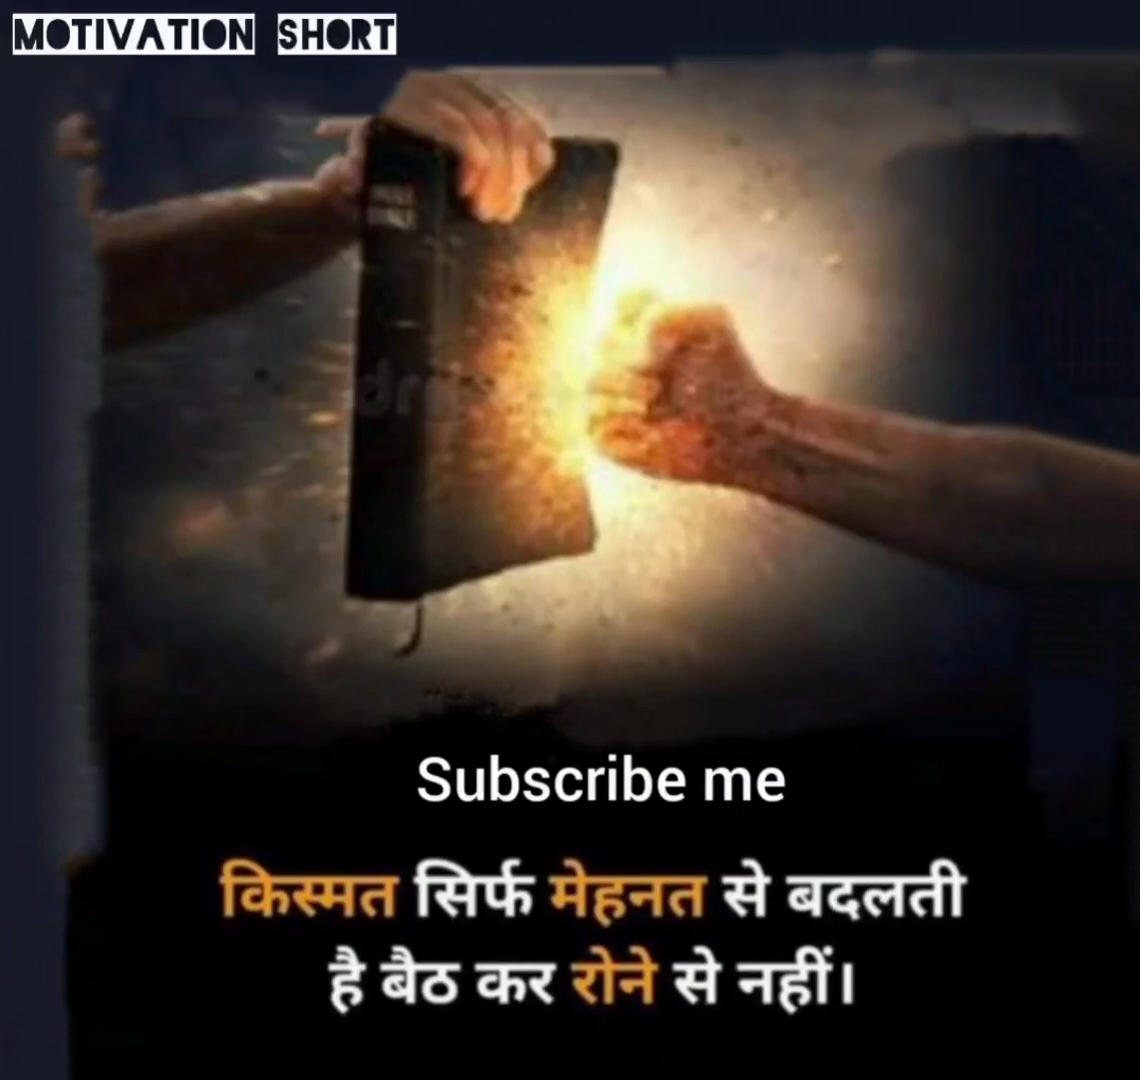 MOTIVATION SHORT
Subscribe me
किस्मत सिर्फ मेहनत से बदलती
है बैठ कर रोने से नहीं।